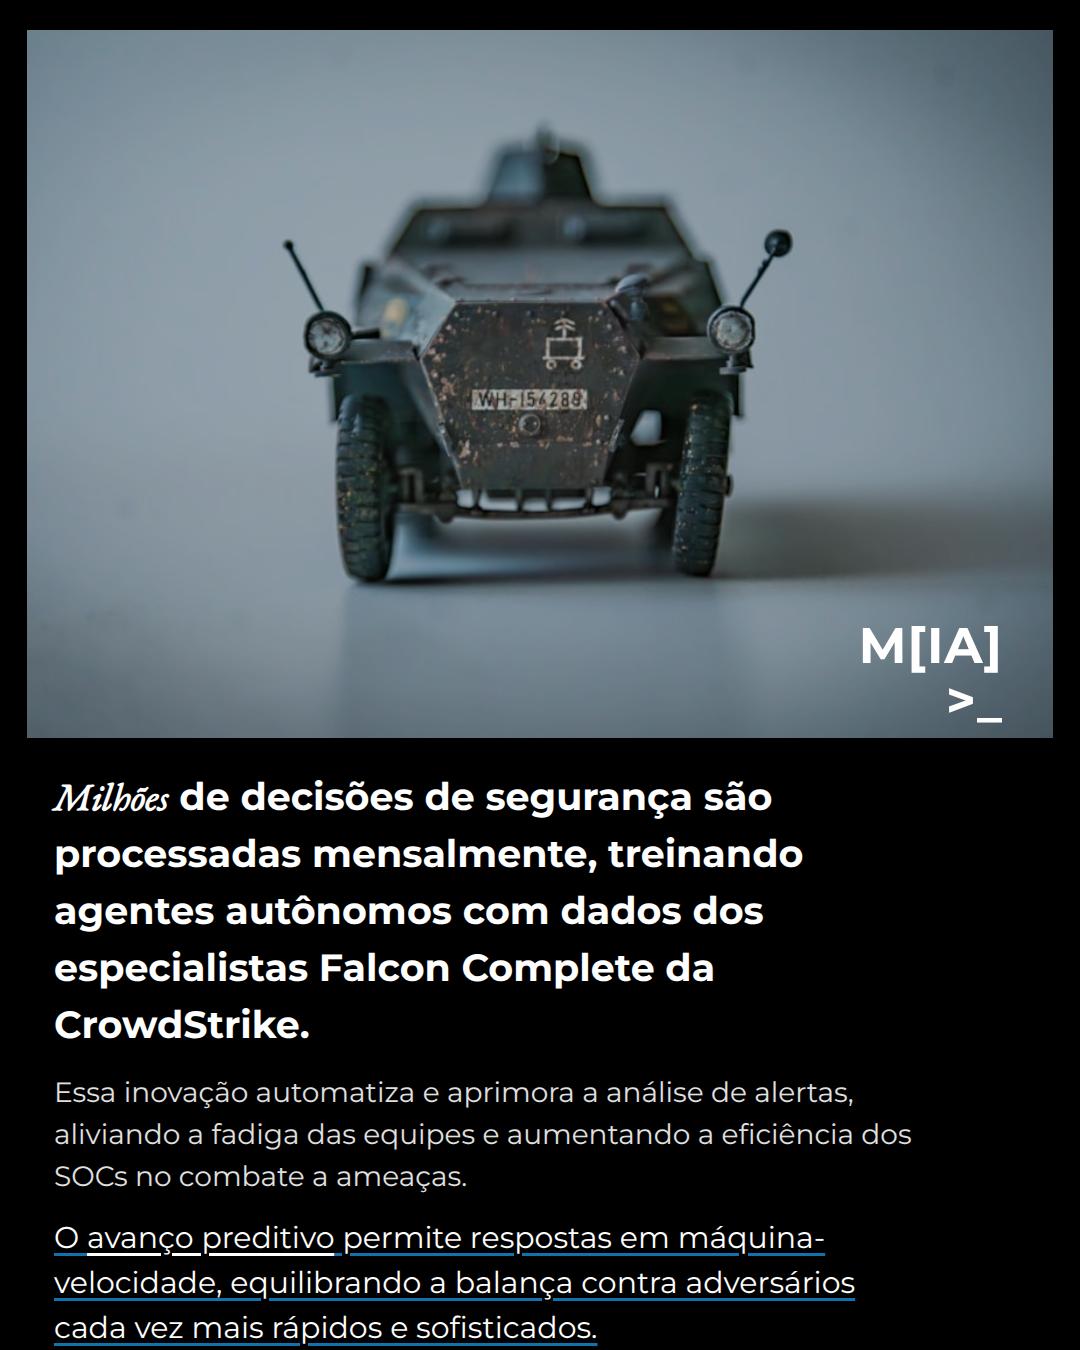 WH-154288
M[IA]
>_
Milhões de decisões de segurança são
processadas mensalmente, treinando
agentes autônomos com dados dos
especialistas Falcon Complete da
CrowdStrike.
Essa inovação automatiza e aprimora a análise de alertas,
aliviando a fadiga das equipes e aumentando a eficiência dos
SOCs no combate a ameaças.
O avanço preditivo permite respostas em máquina-
velocidade, equilibrando a balança contra adversários
cada vez mais rápidos e sofisticados.